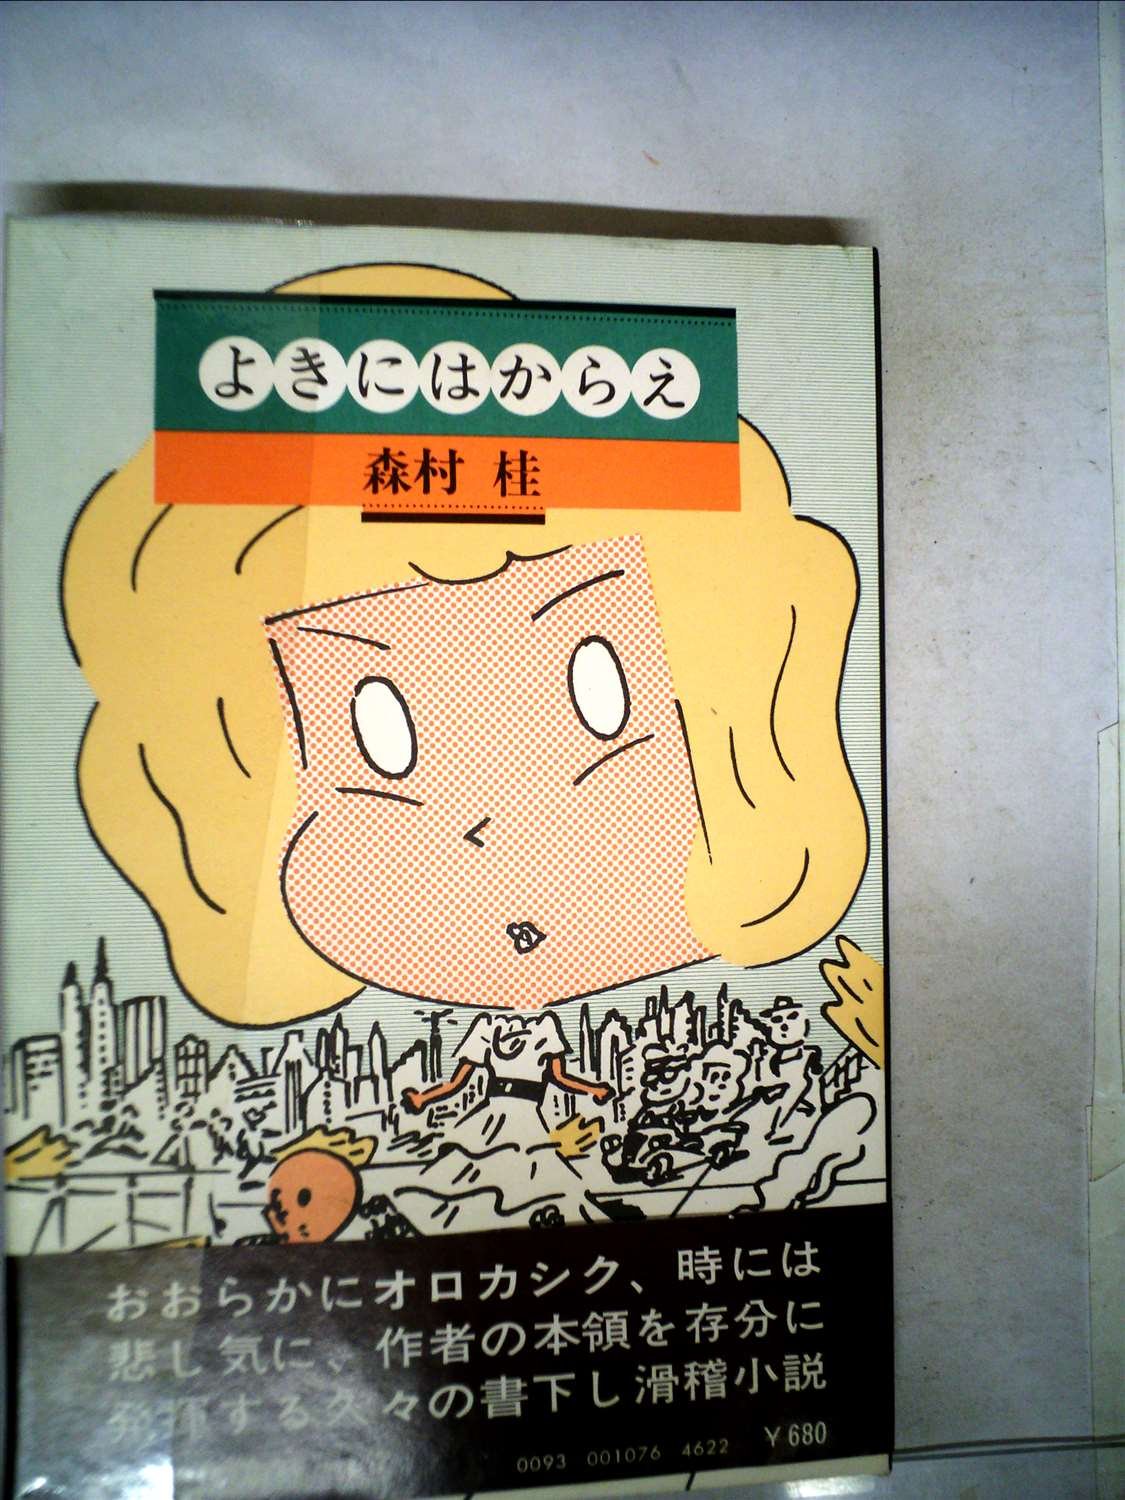 よきにはからえ
森村 桂
おおらかにオロカシク、時には
悲し気に、作者の本領を存分に
発揮する久々の書下し滑稽小説
0093 001076 4622 ￥680